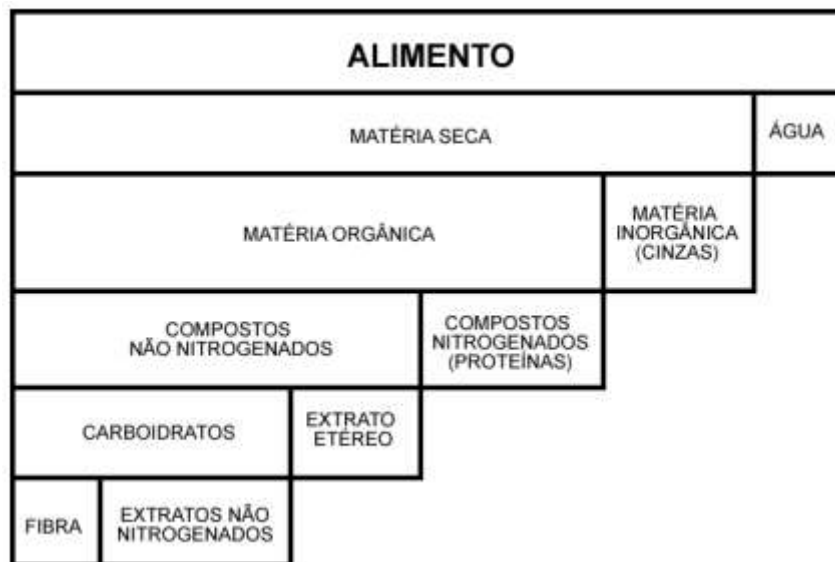 ALIMENTO
MATÉRIA SECA
ÁGUA
MATÉRIA ORGÂNICA
MATÉRIA
INORGÂNICA
(CINZAS)
COMPOSTOS
NÃO NITROGENADOS
COMPOSTOS
NITROGENADOS
(PROTEÍNAS)
CARBOIDRATOS
EXTRATO
ETÉREO
FIBRA
EXTRATOS NÃO
NITROGENADOS